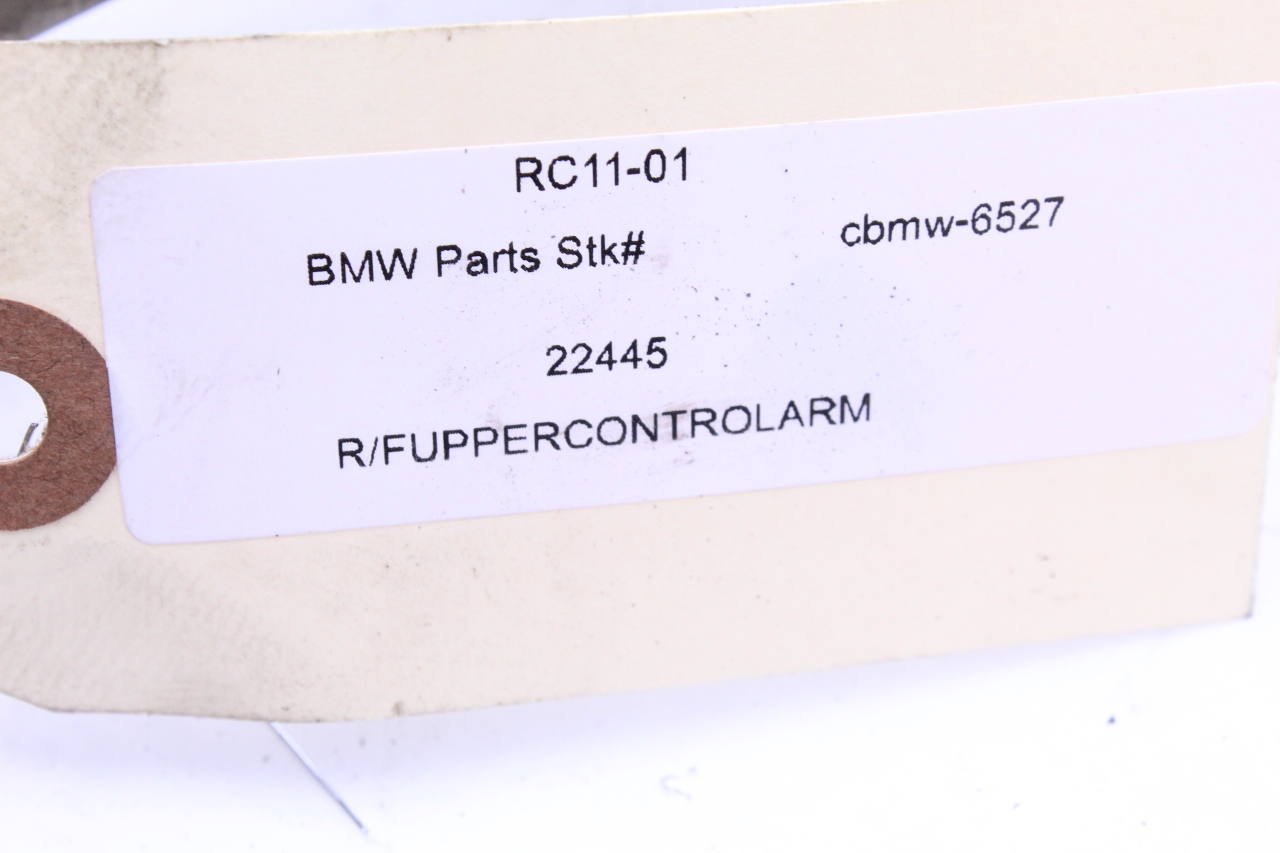 RC11-01
BMW Parts Stk# cbmw-6527
22445
R/FUPPERCONTROLARM